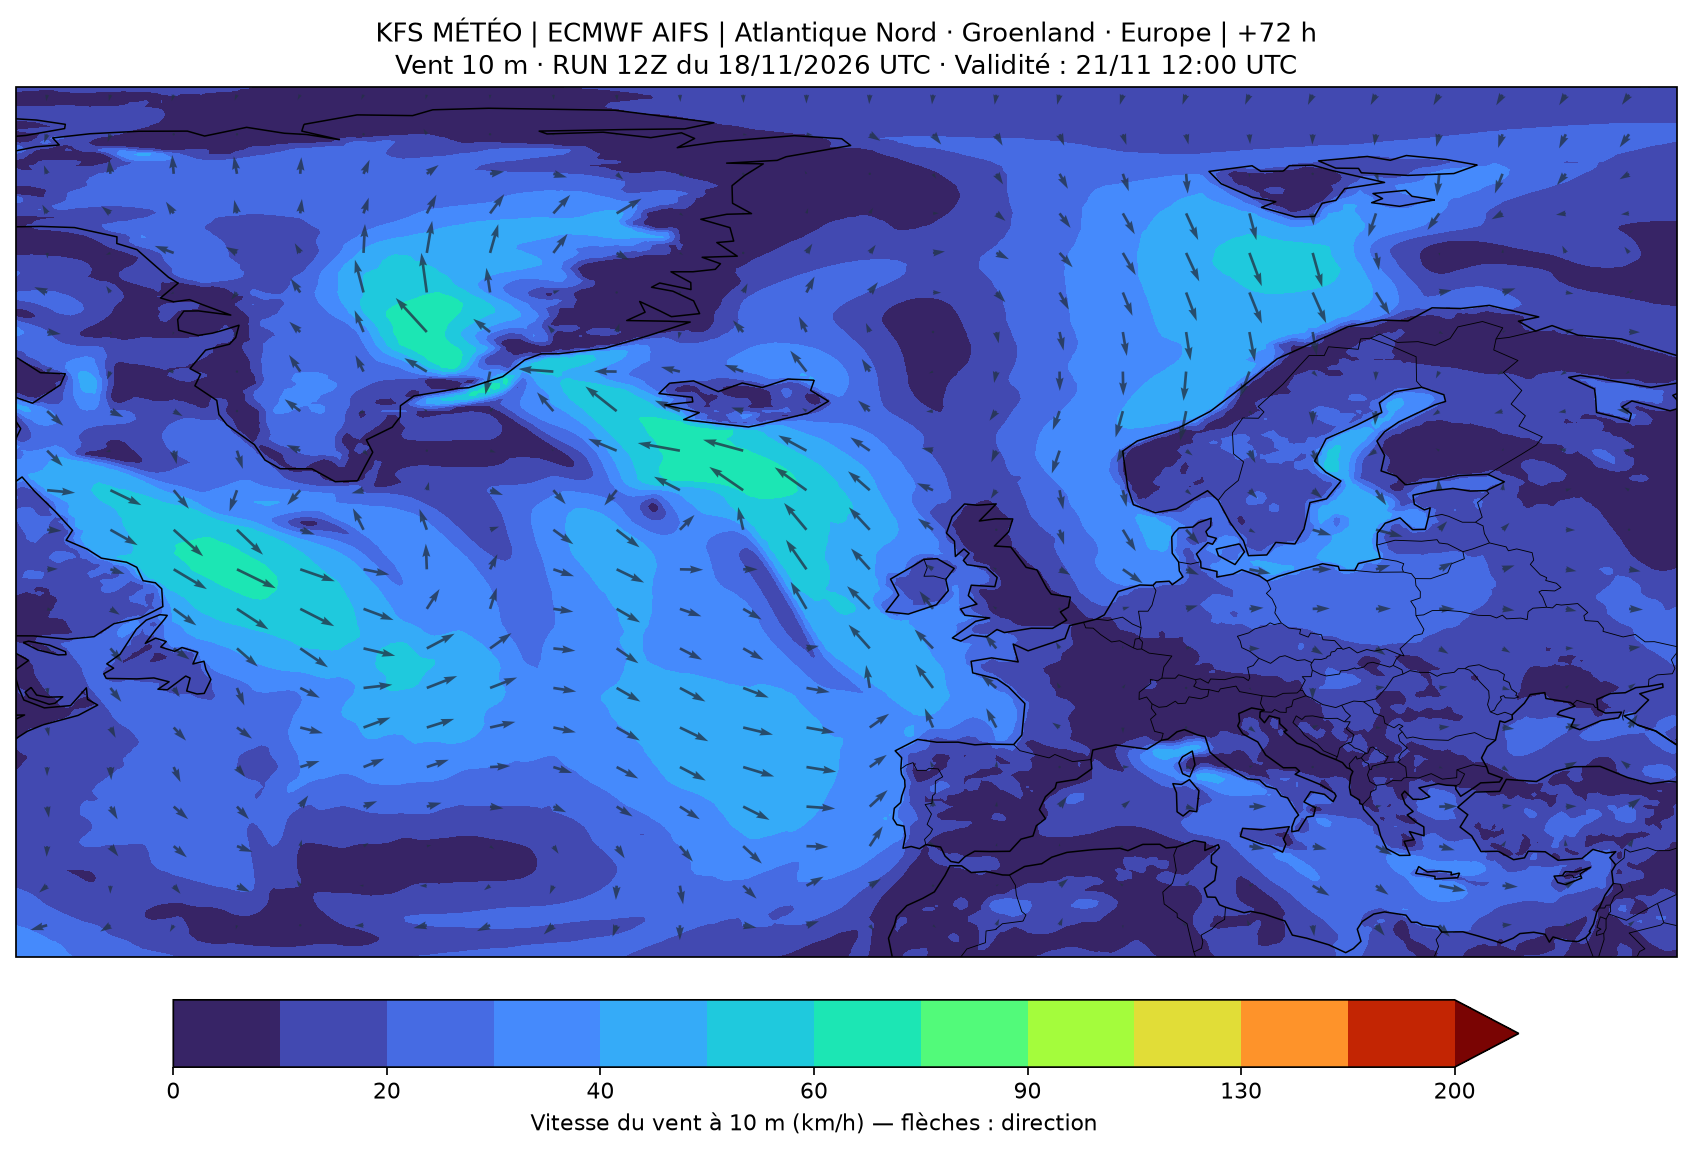 KFS MÉTÉO | ECMWF AIFS | Atlantique Nord · Groenland · Europe | +72 h
Vent 10 m · RUN 12Z du 18/11/2026 UTC · Validité : 21/11 12:00 UTC
0 20 40 60 90 130 200
Vitesse du vent à 10 m (km/h) — flèches : direction